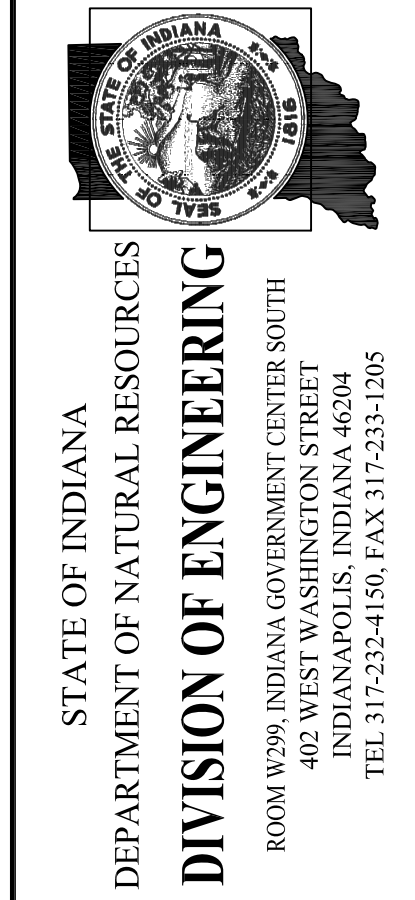 SEAL OF THE STATE OF INDIANA
1816
STATE OF INDIANA
DEPARTMENT OF NATURAL RESOURCES
DIVISION OF ENGINEERING
ROOM W299, INDIANA GOVERNMENT CENTER SOUTH
402 WEST WASHINGTON STREET
INDIANAPOLIS, INDIANA 46204
TEL 317-232-4150, FAX 317-233-1205